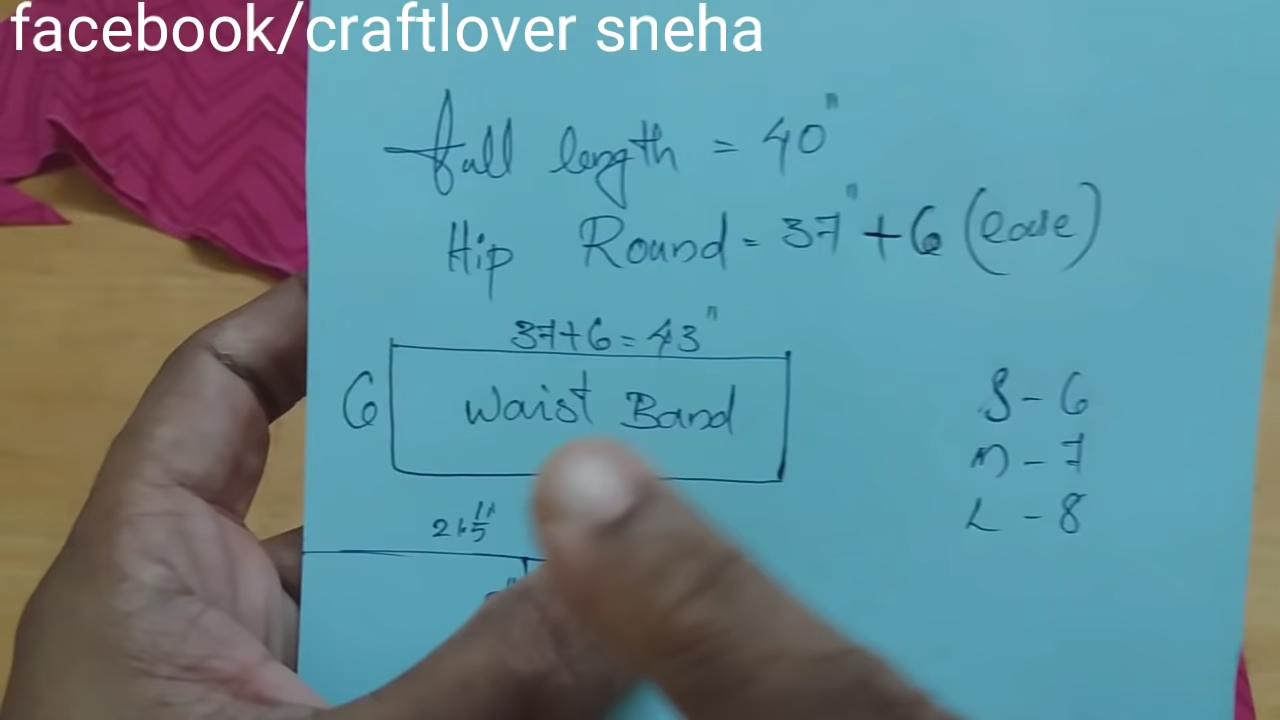 facebook/craftlover sneha
full length = 40"
Hip Round = 37" + 6 (ease)
37+6 = 43"
6
Waist Band
S - 6
M - 7
L - 8
21.5"